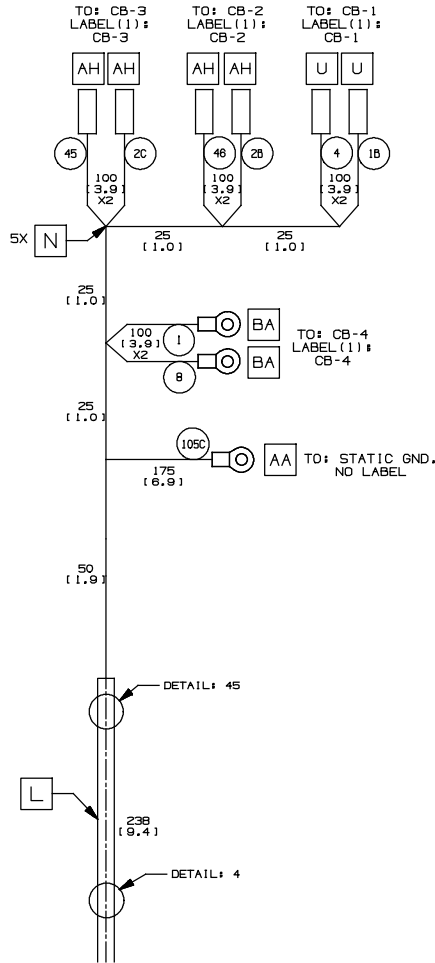 TO: CB-3
LABEL(1):
CB-3
TO: CB-2
LABEL(1):
CB-2
TO: CB-1
LABEL(1):
CB-1
AH AH
AH AH
U U
45
2C
46
2B
4
1B
100
[3.9]
X2
100
[3.9]
X2
100
[3.9]
X2
5X N
25
[1.0]
25
[1.0]
25
[1.0]
1
BA
100
[3.9]
X2
8
BA
TO: CB-4
LABEL(1):
CB-4
25
[1.0]
105C
175
[6.9]
AA
TO: STATIC GND.
NO LABEL
50
[1.9]
DETAIL: 45
L
238
[9.4]
DETAIL: 4